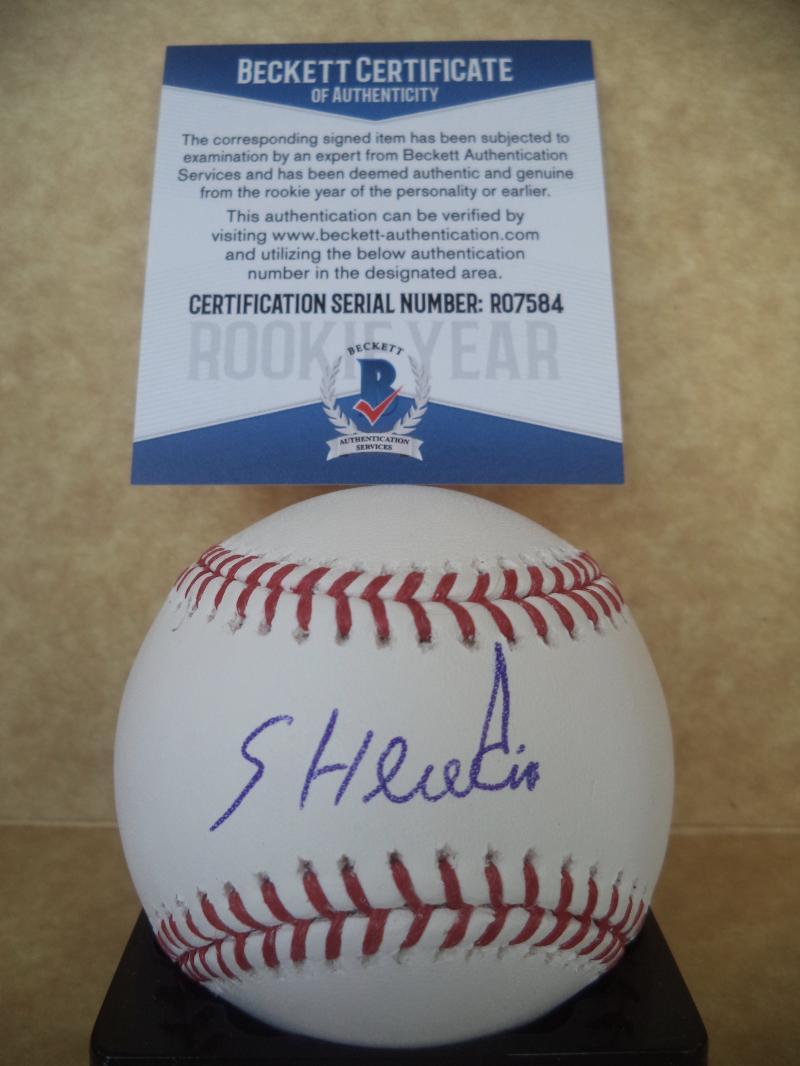 BECKETT CERTIFICATE
OF AUTHENTICITY
The corresponding signed item has been subjected to
examination by an expert from Beckett Authentication
Services and has been deemed authentic and genuine
from the rookie year of the personality or earlier.
This authentication can be verified by
visiting www.beckett-authentication.com
and utilizing the below authentication
number in the designated area.
CERTIFICATION SERIAL NUMBER: R07584
ROOKIE YEAR
BECKETT
B
AUTHENTICATION
SERVICES